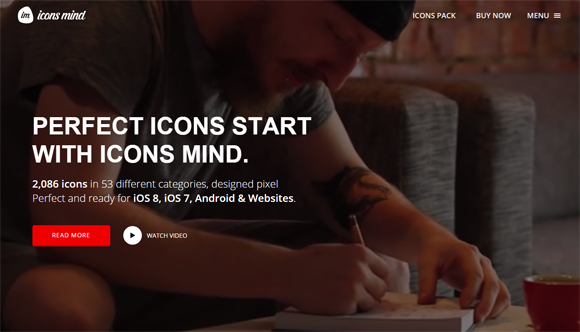 im icons mind
ICONS PACK
BUY NOW
MENU
PERFECT ICONS START
WITH ICONS MIND.
2,086 icons in 53 different categories, designed pixel
Perfect and ready for iOS 8, iOS 7, Android & Websites.
READ MORE
WATCH VIDEO